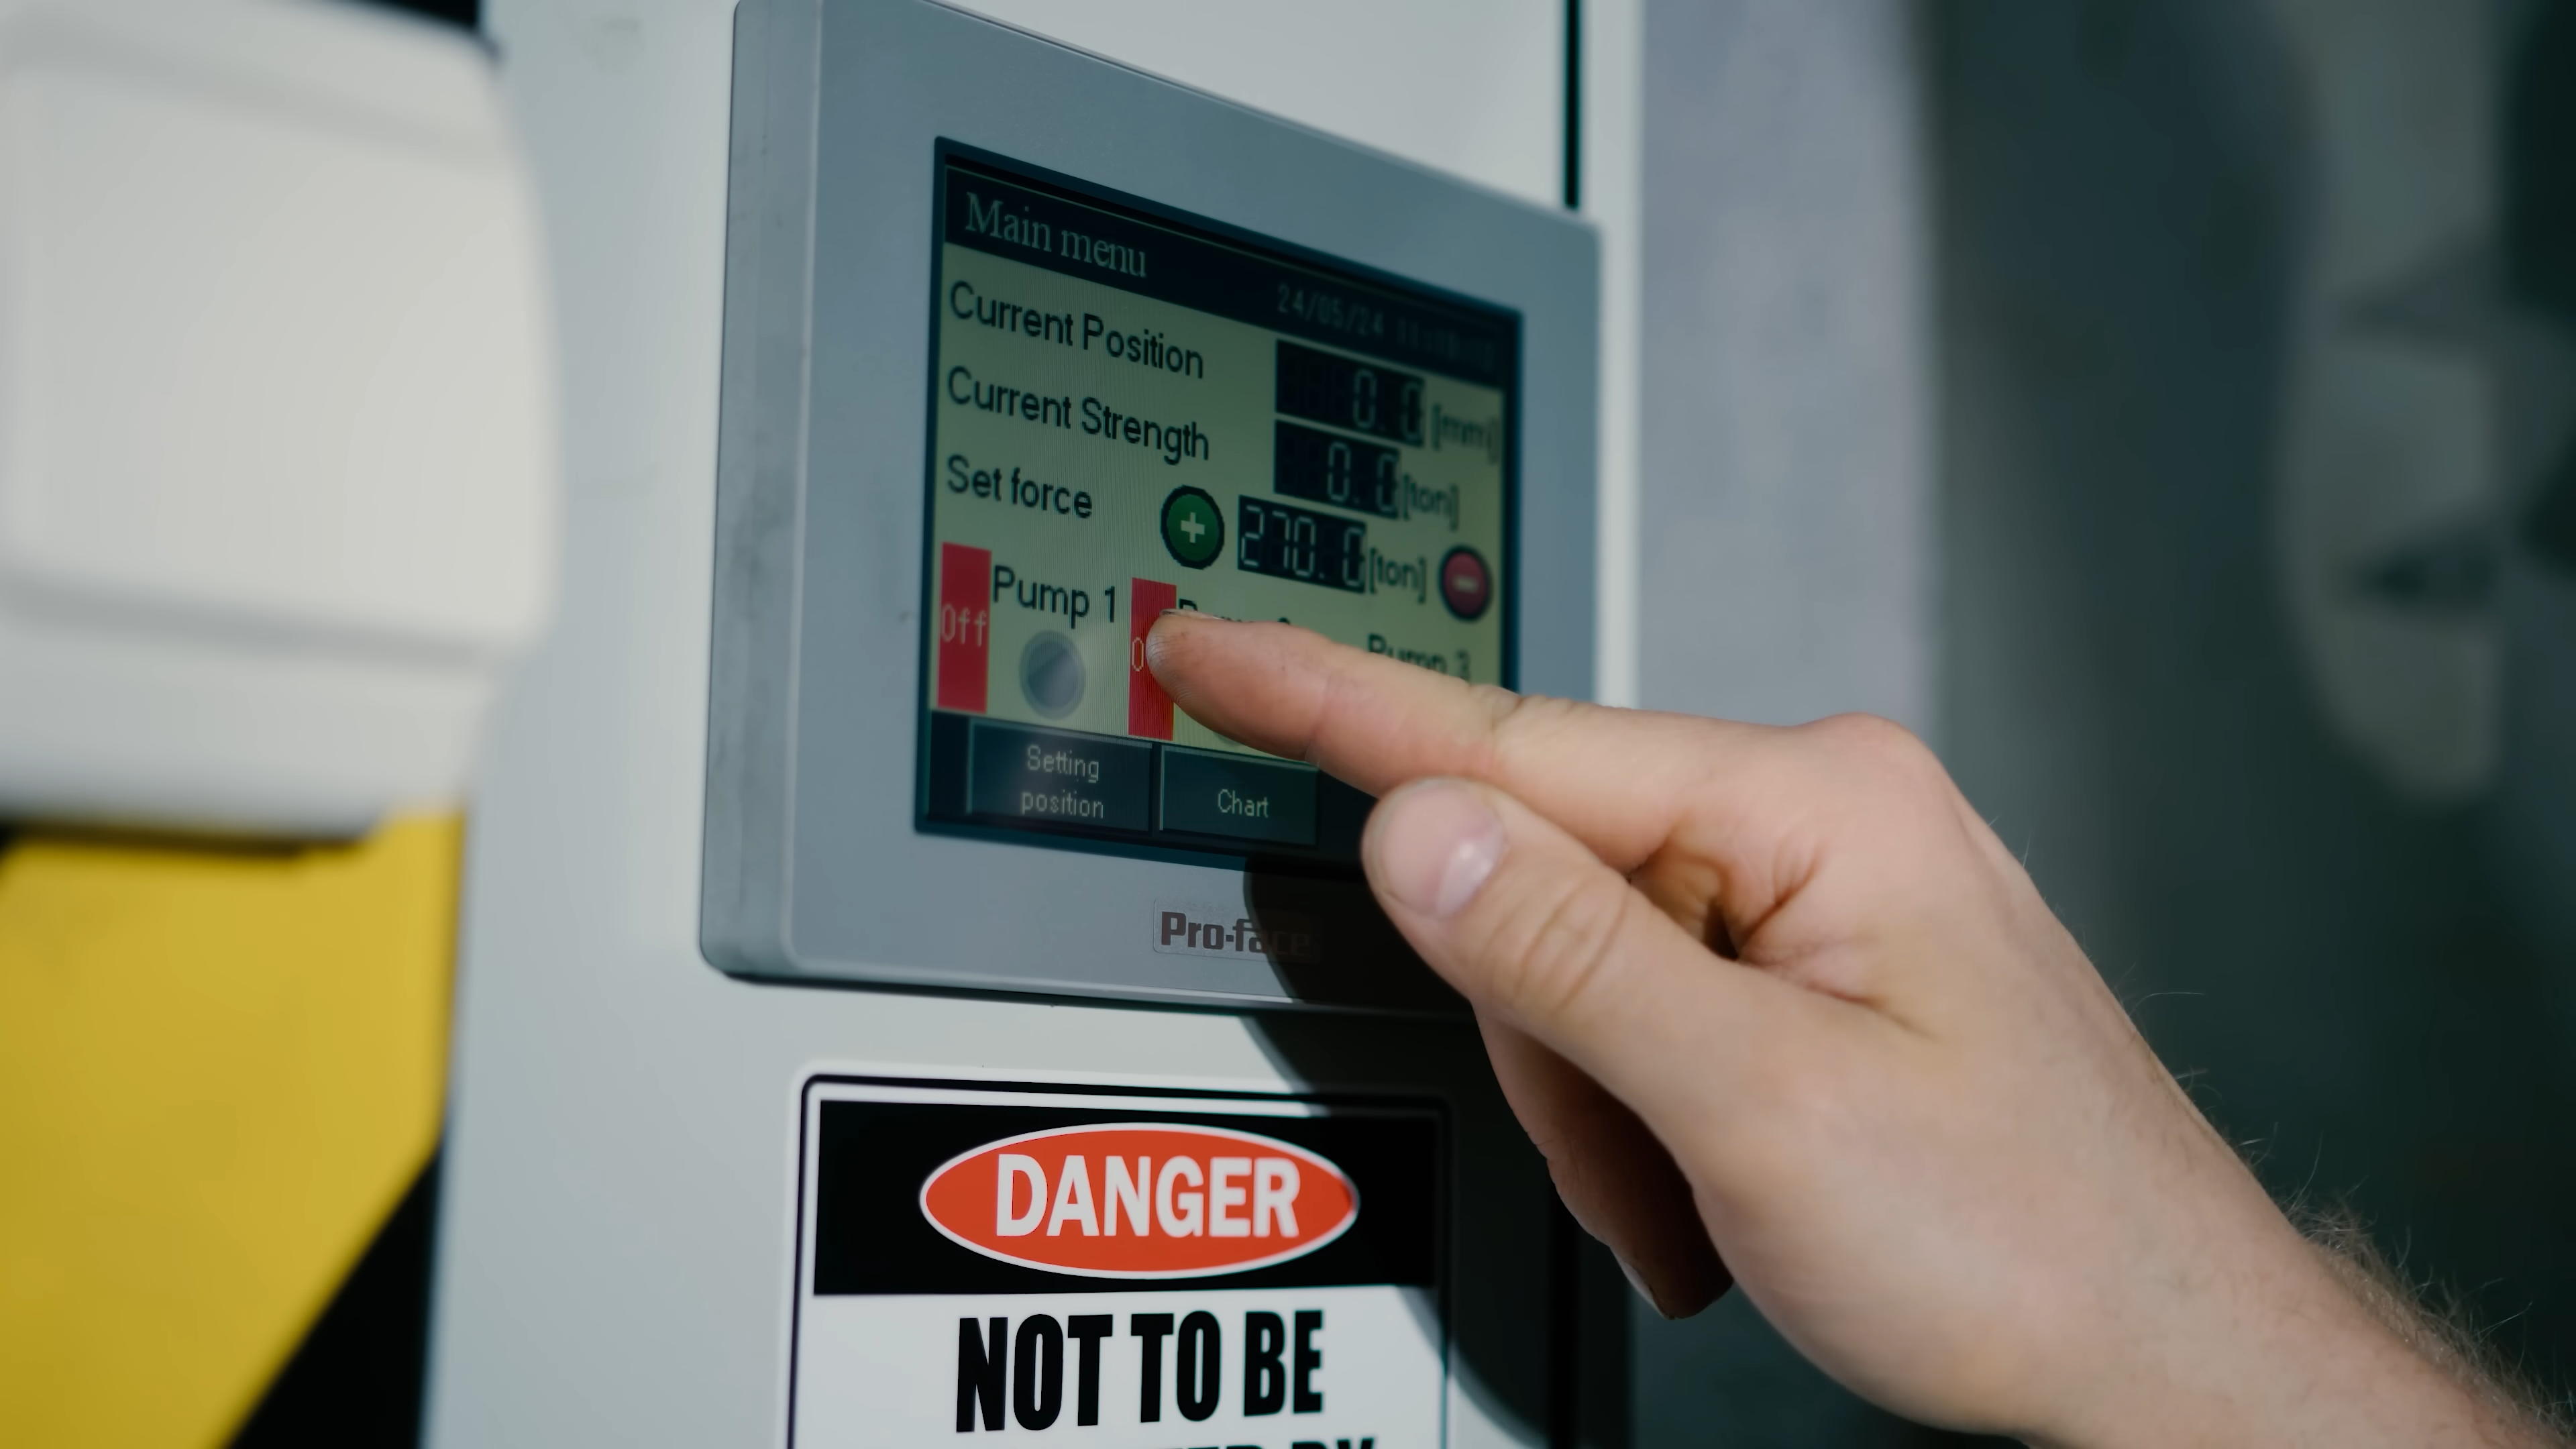 Main menu
24/05/24
Current Position
0.0 [mm]
Current Strength
0.0 [ton]
Set force + 270.0 [ton] -
Off Pump 1 Pump 3
Setting
position
Chart
Pro-face
DANGER
NOT TO BE
BY